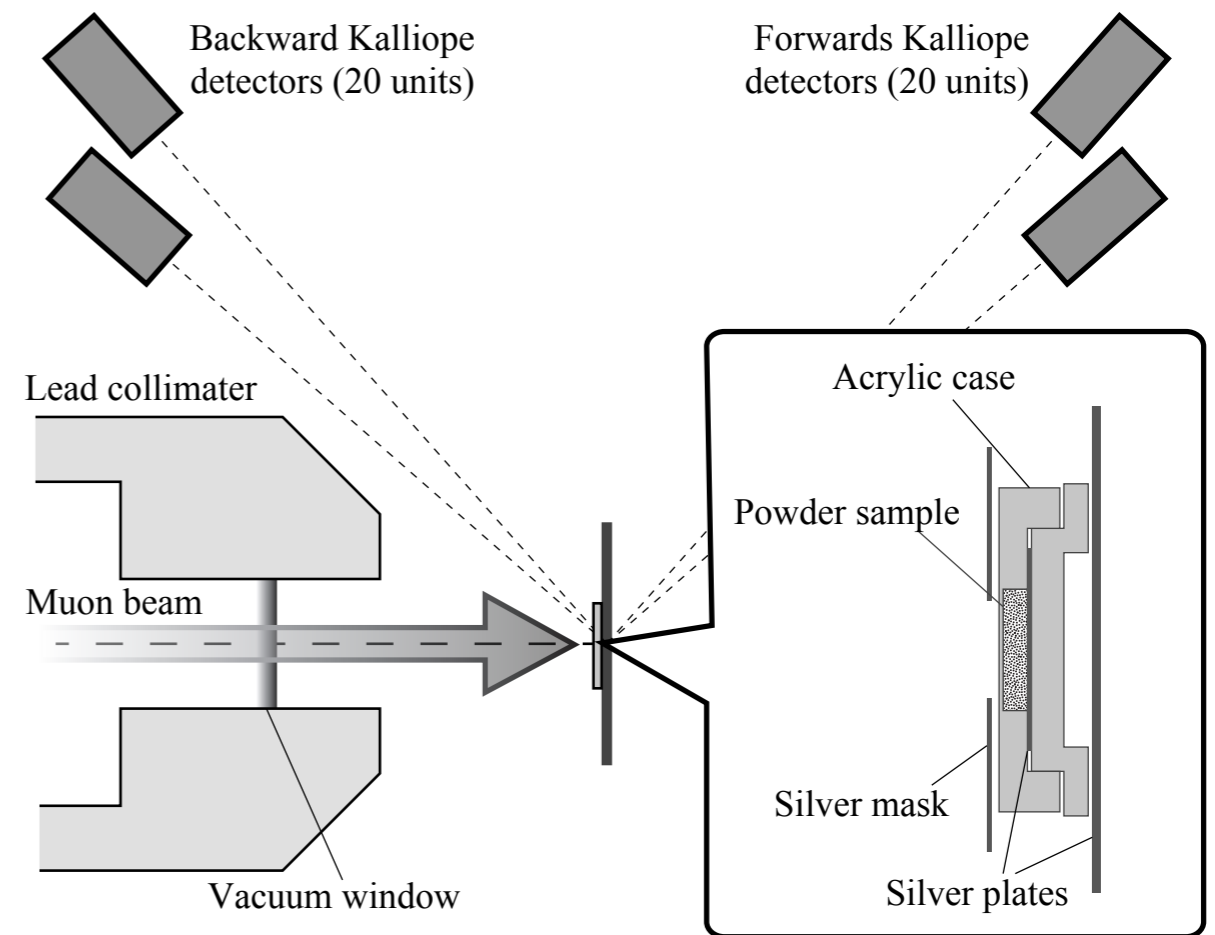 Backward Kalliope
detectors (20 units)
Forwards Kalliope
detectors (20 units)
Lead collimater
Acrylic case
Powder sample
Muon beam
Silver mask
Vacuum window
Silver plates